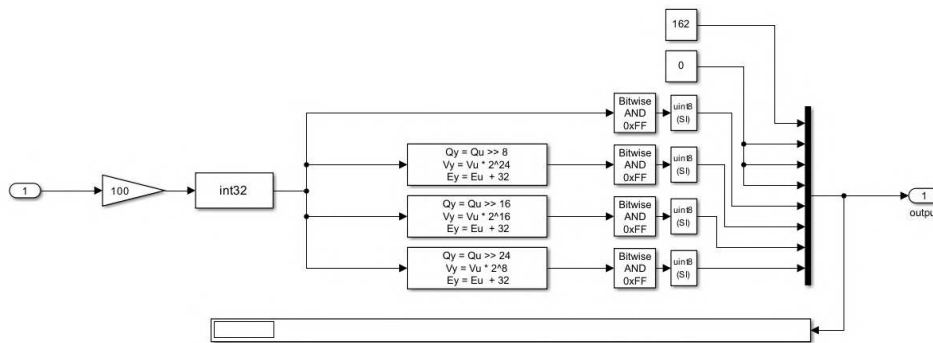 162
0
Bitwise
AND
0xFF
uint8
(SI)
Qy = Qu >> 8
Vy = Vu * 2^24
Ey = Eu + 32
Bitwise
AND
0xFF
uint8
(SI)
1
100
int32
Qy = Qu >> 16
Vy = Vu * 2^16
Ey = Eu + 32
Bitwise
AND
0xFF
uint8
(SI)
1
output
Qy = Qu >> 24
Vy = Vu * 2^8
Ey = Eu + 32
Bitwise
AND
0xFF
uint8
(SI)